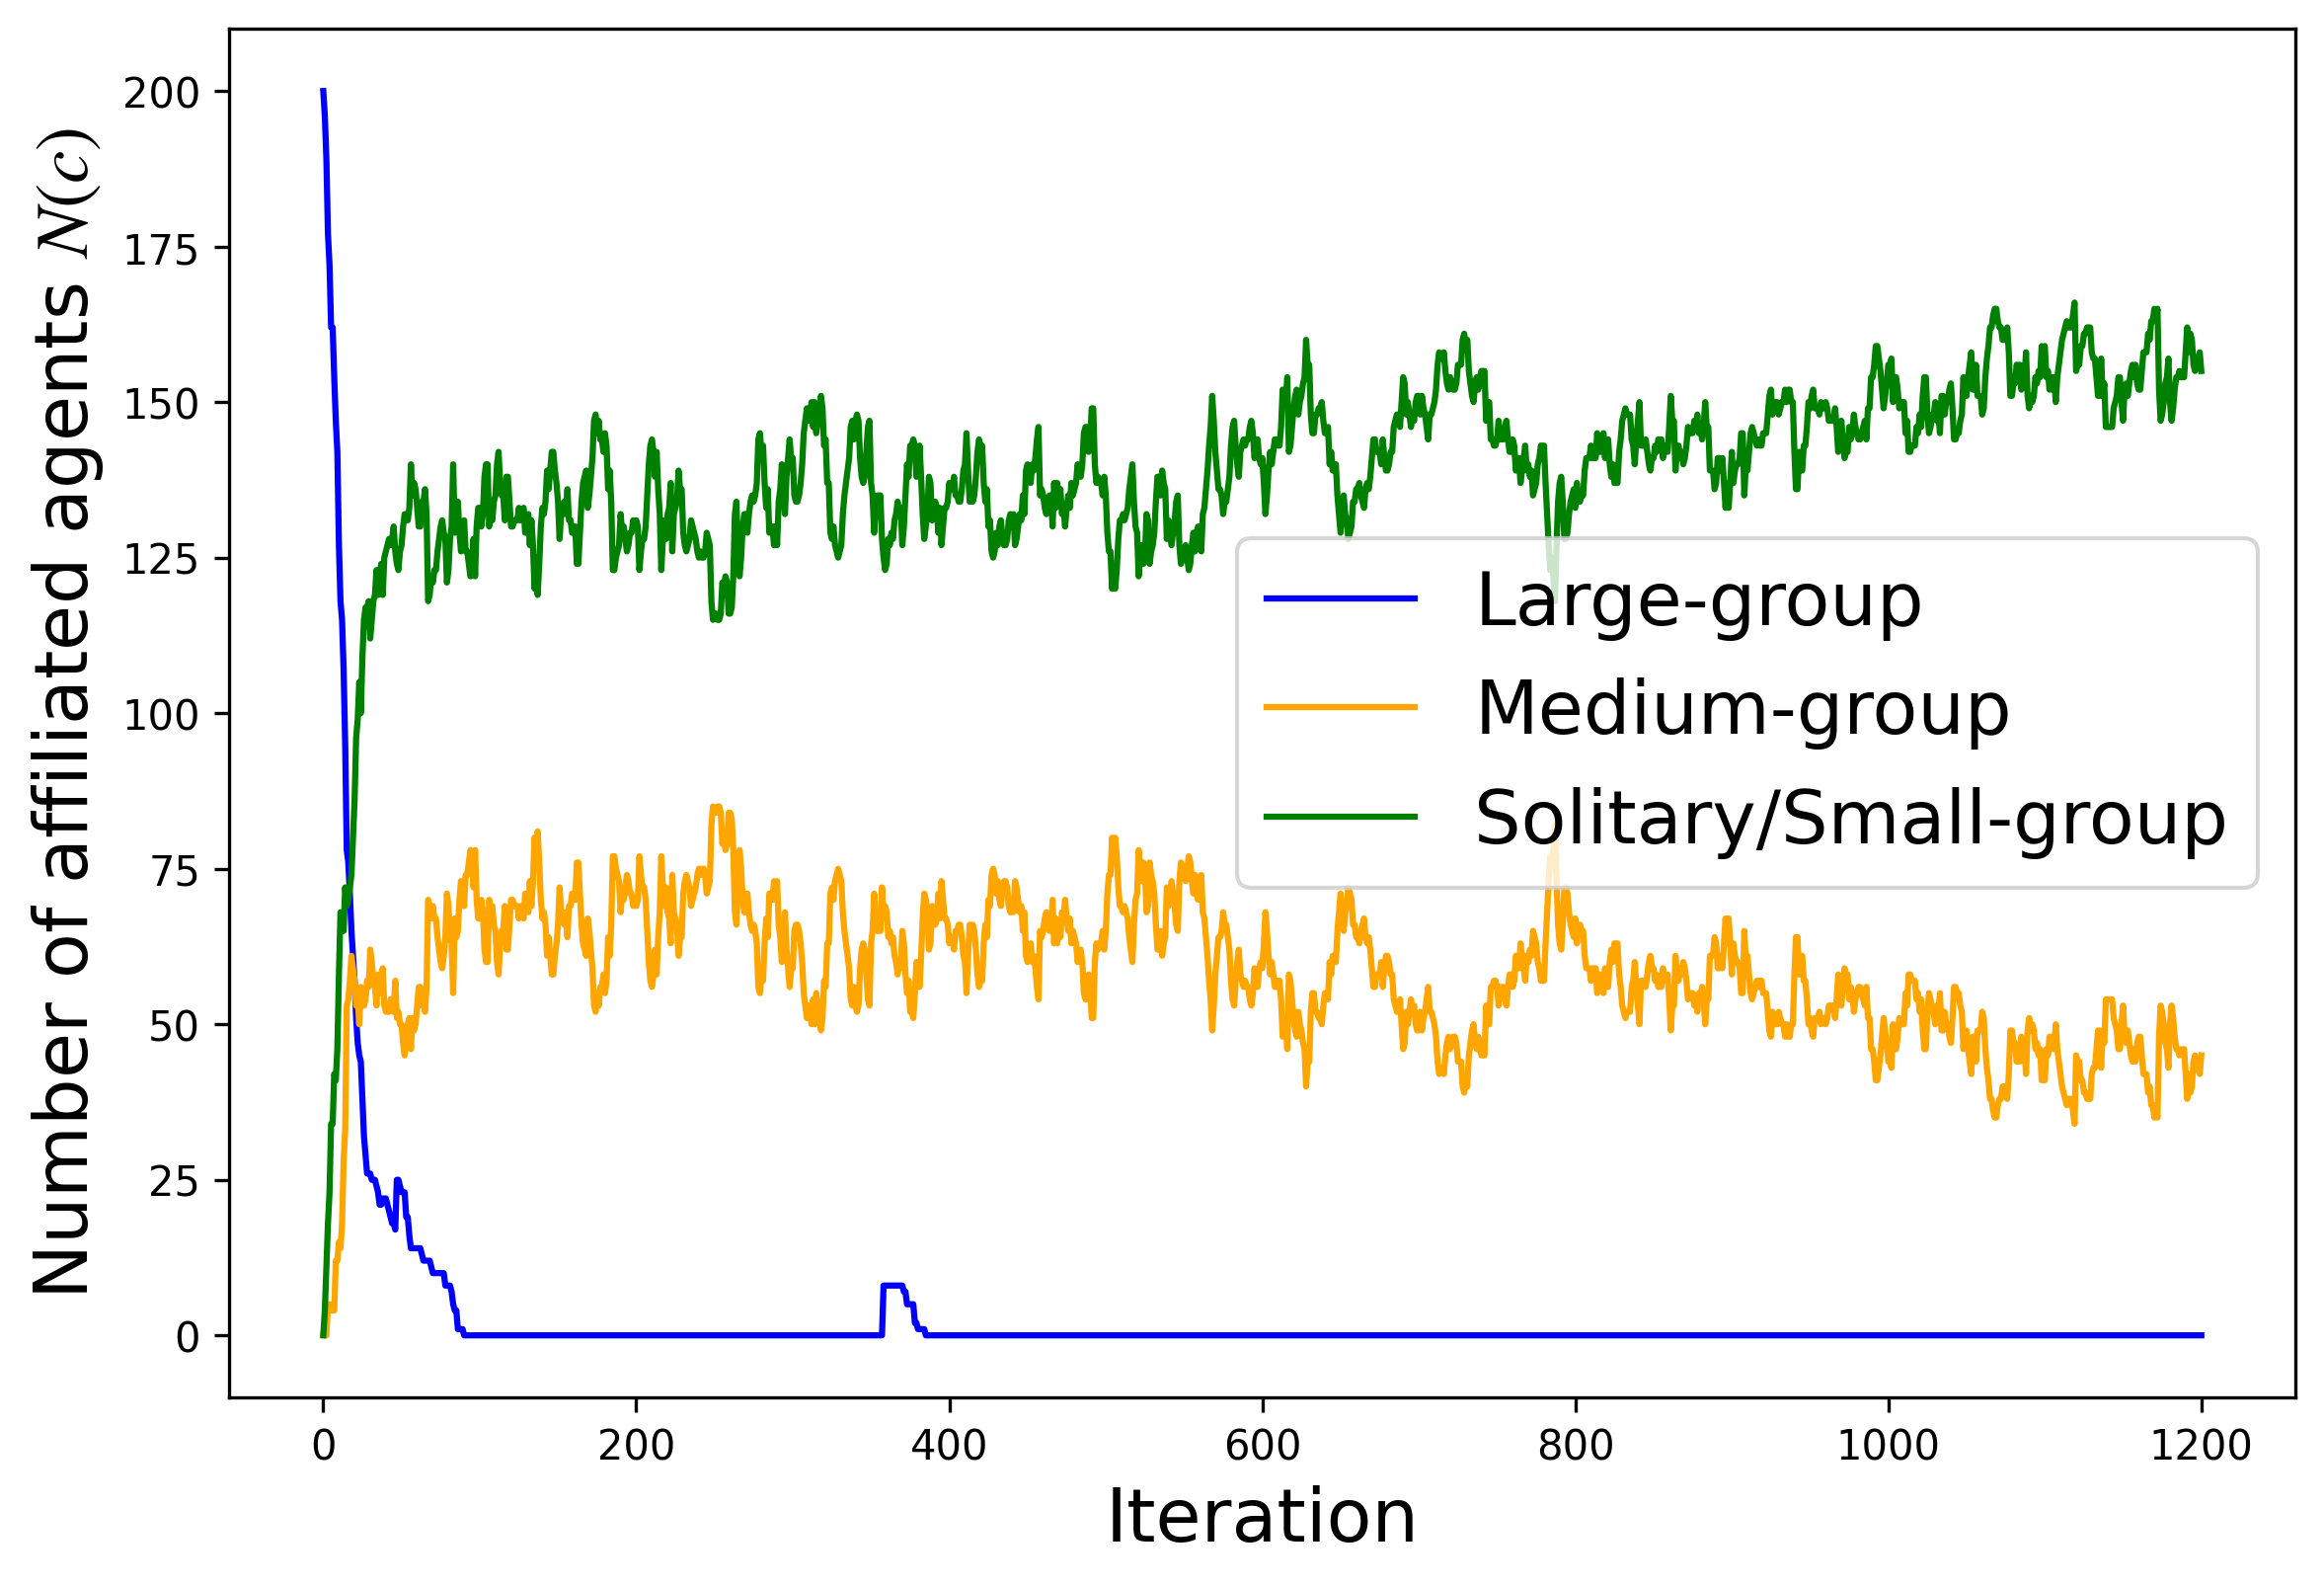 Number of affiliated agents N(c)
200
175
150
125
100
75
50
25
0
Large-group
Medium-group
Solitary/Small-group
0 200 400 600 800 1000 1200
Iteration